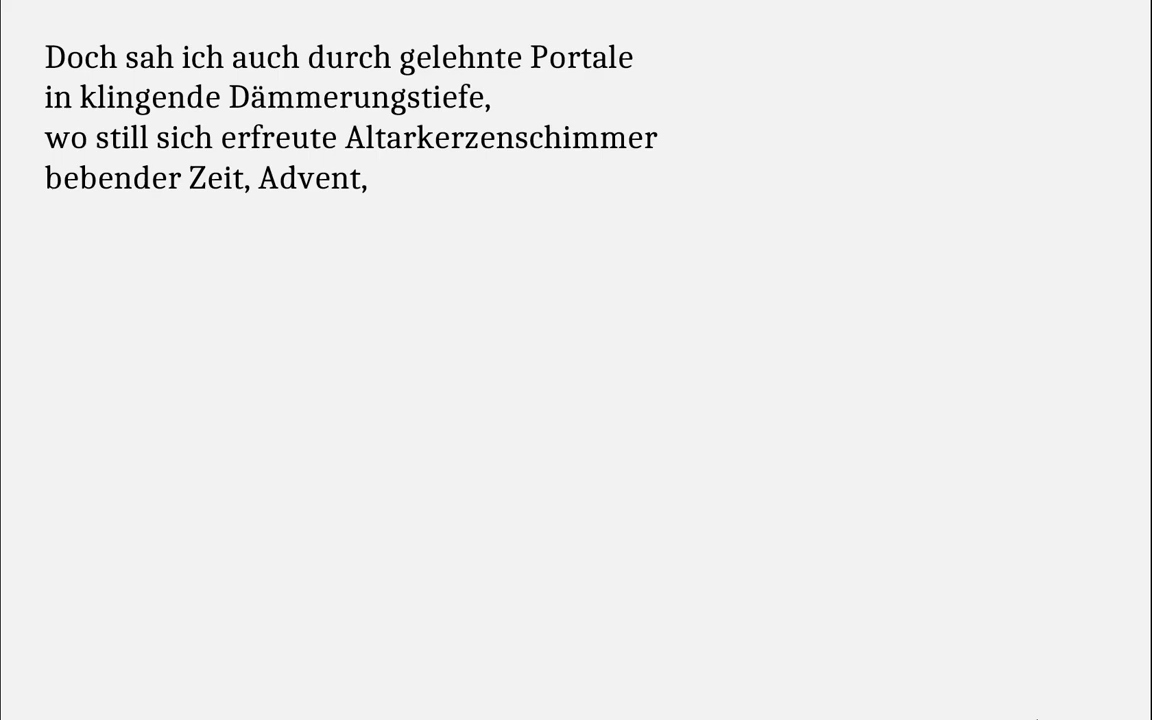 Doch sah ich auch durch gelehnte Portale
in klingende Dämmerungstiefe,
wo still sich erfreute Altarkerzenschimmer
bebender Zeit, Advent,